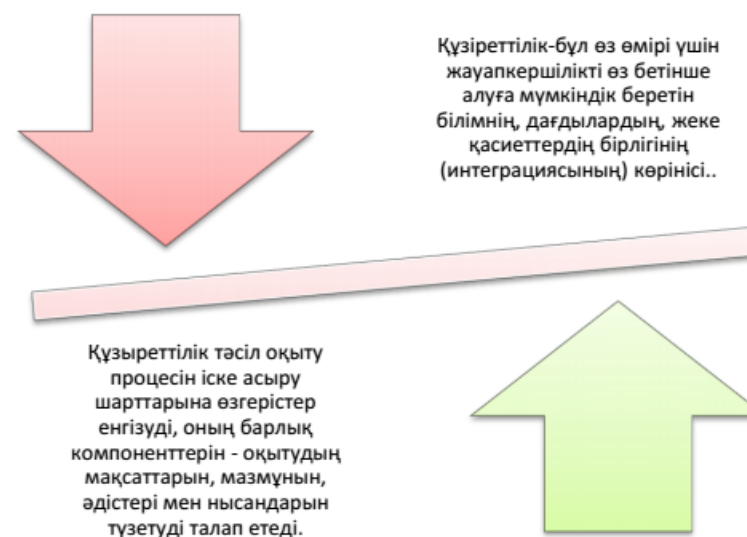 Құзіреттілік-бұл өз өмірі үшін
жауапкершілікті өз бетінше
алуға мүмкіндік беретін
білімнің, дағдылардың, жеке
қасиеттердің бірлігінің
(интеграциясының) көрінісі..
Құзыреттілік тәсіл оқыту
процесін іске асыру
шарттарына өзгерістер
енгізуді, оның барлық
компоненттерін - оқытудың
мақсаттарын, мазмұнын,
әдістері мен нысандарын
түзетуді талап етеді.